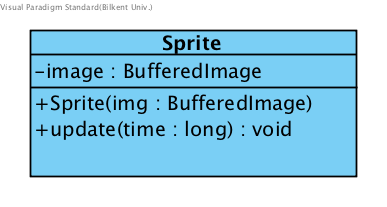 Visual Paradigm Standard(Bilkent Univ.)
Sprite
-image : BufferedImage
+Sprite(img : BufferedImage)
+update(time : long) : void